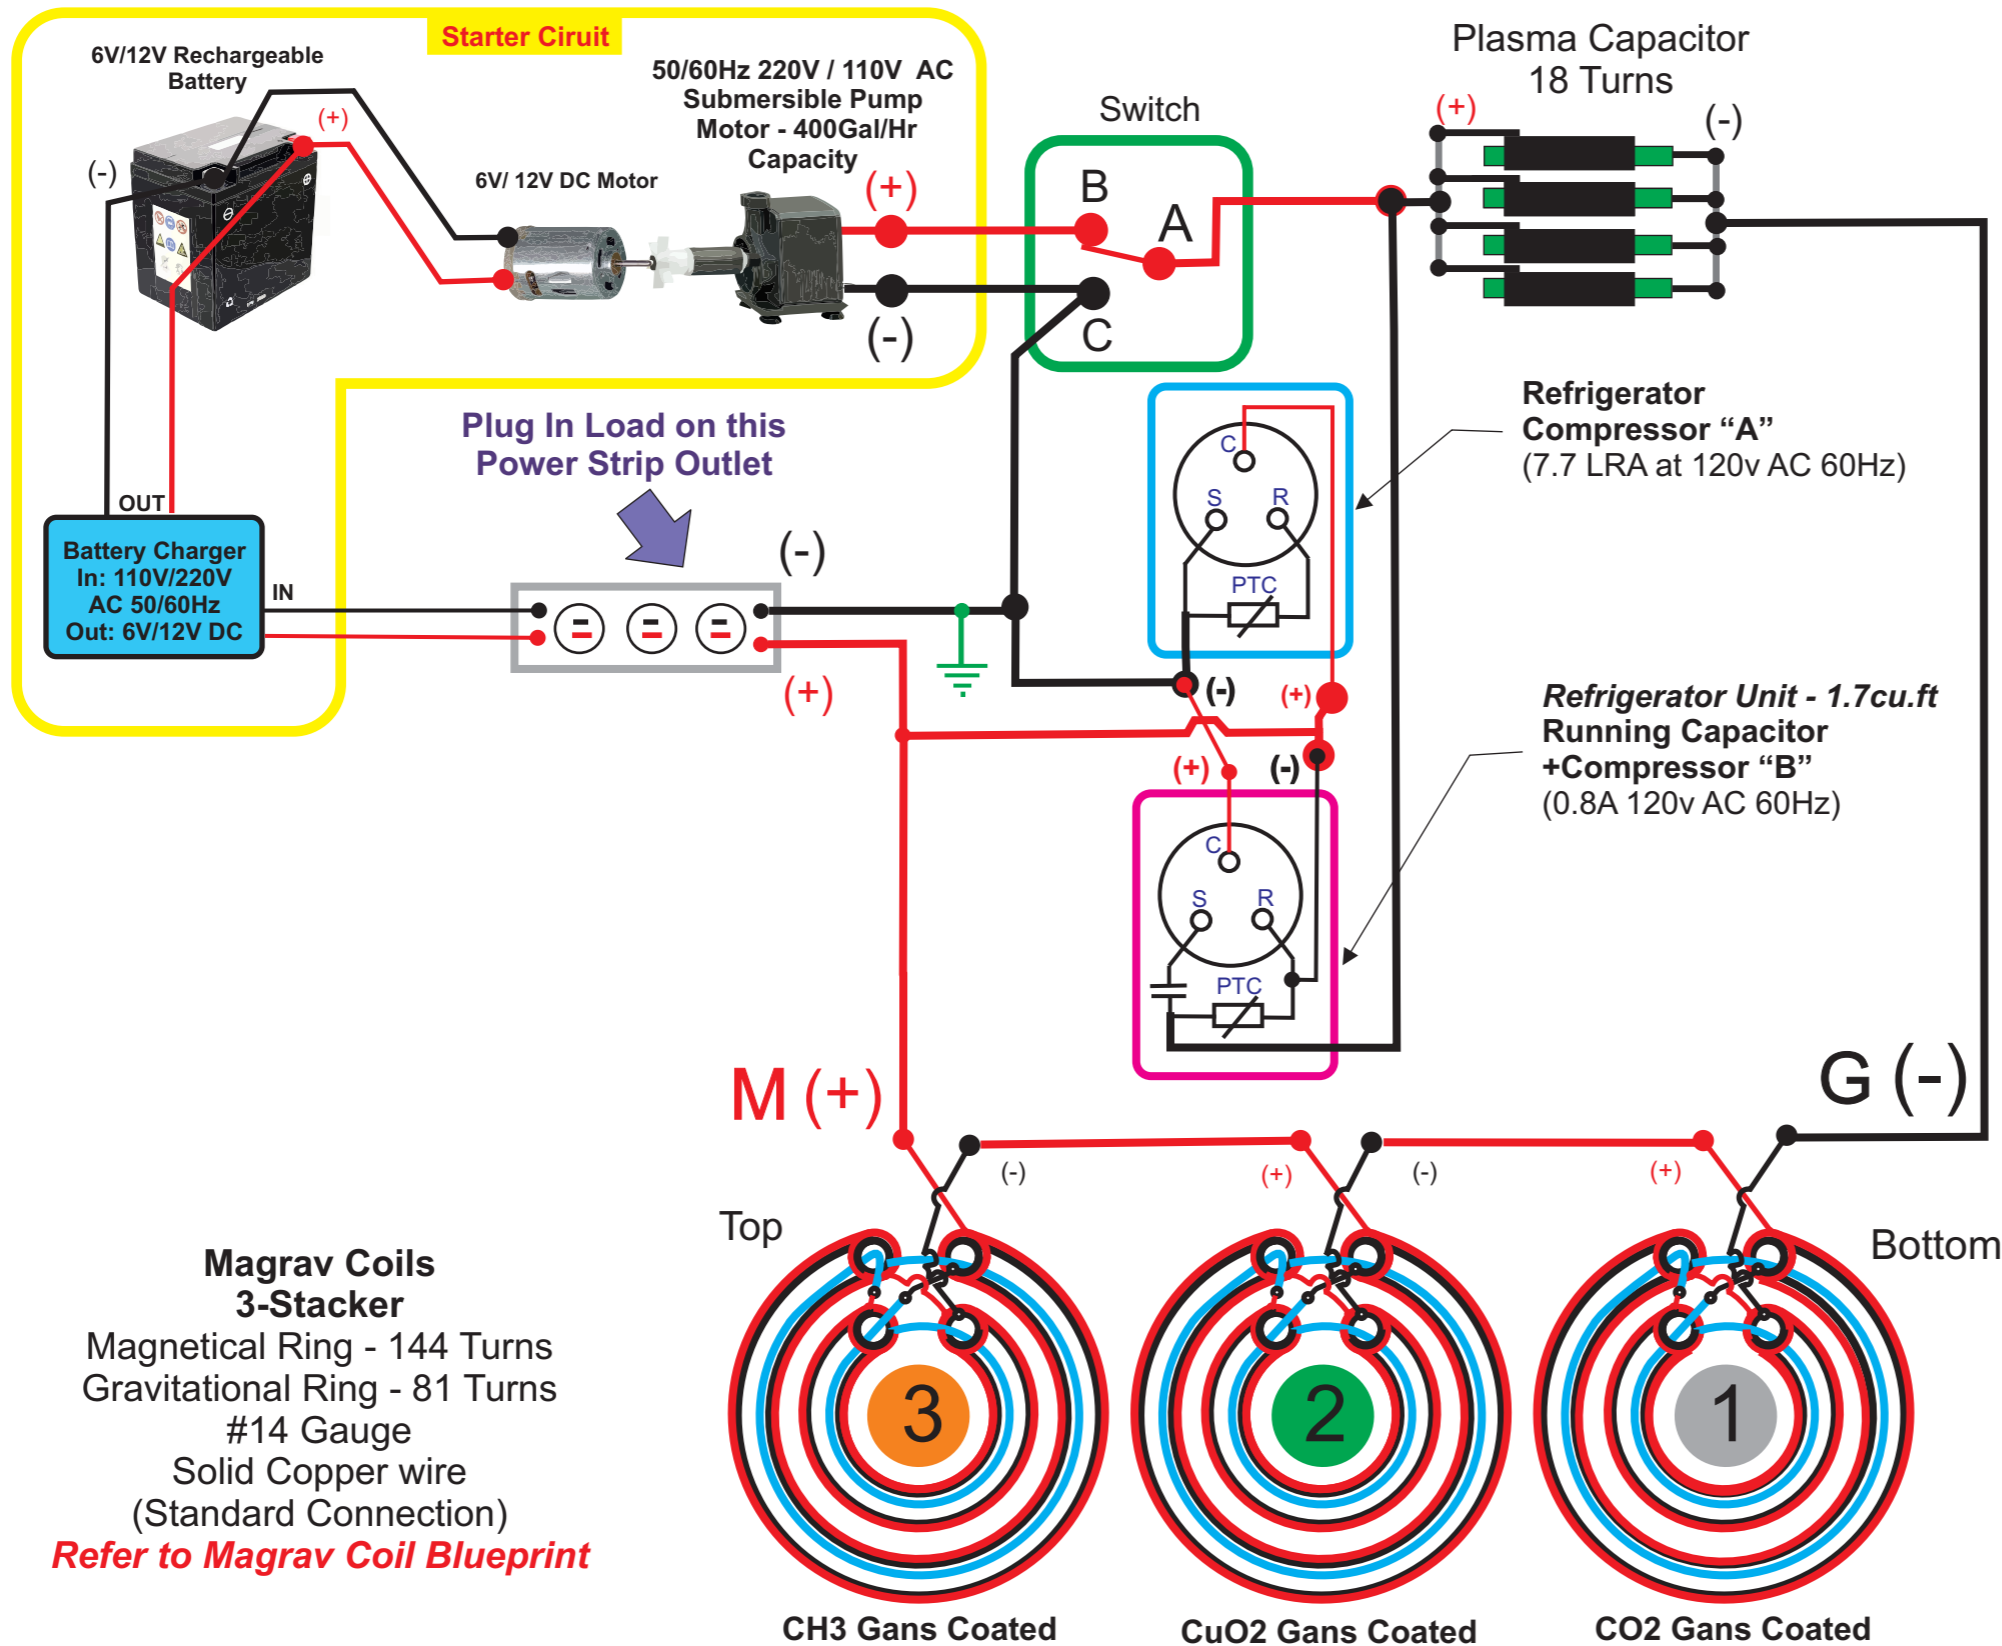 Starter Ciruit
6V/12V Rechargeable
Battery
(+)
(-)
50/60Hz 220V / 110V AC
Submersible Pump
Motor - 400Gal/Hr
Capacity
6V/ 12V DC Motor
(+)
(-)
Switch
B
A
C
Plasma Capacitor
18 Turns
(+)
(-)
Refrigerator
Compressor “A”
(7.7 LRA at 120v AC 60Hz)
C
S R
PTC
Plug In Load on this
Power Strip Outlet
OUT
Battery Charger
In: 110V/220V
AC 50/60Hz
Out: 6V/12V DC
IN
(-)
(+)
(-) (+)
(+) (-)
Refrigerator Unit - 1.7cu.ft
Running Capacitor
+Compressor “B”
(0.8A 120v AC 60Hz)
C
S R
PTC
M (+)
G (-)
(-) (+) (-) (+)
Top
Bottom
Magrav Coils
3-Stacker
Magnetical Ring - 144 Turns
Gravitational Ring - 81 Turns
#14 Gauge
Solid Copper wire
(Standard Connection)
Refer to Magrav Coil Blueprint
3 2 1
CH3 Gans Coated
CuO2 Gans Coated
CO2 Gans Coated